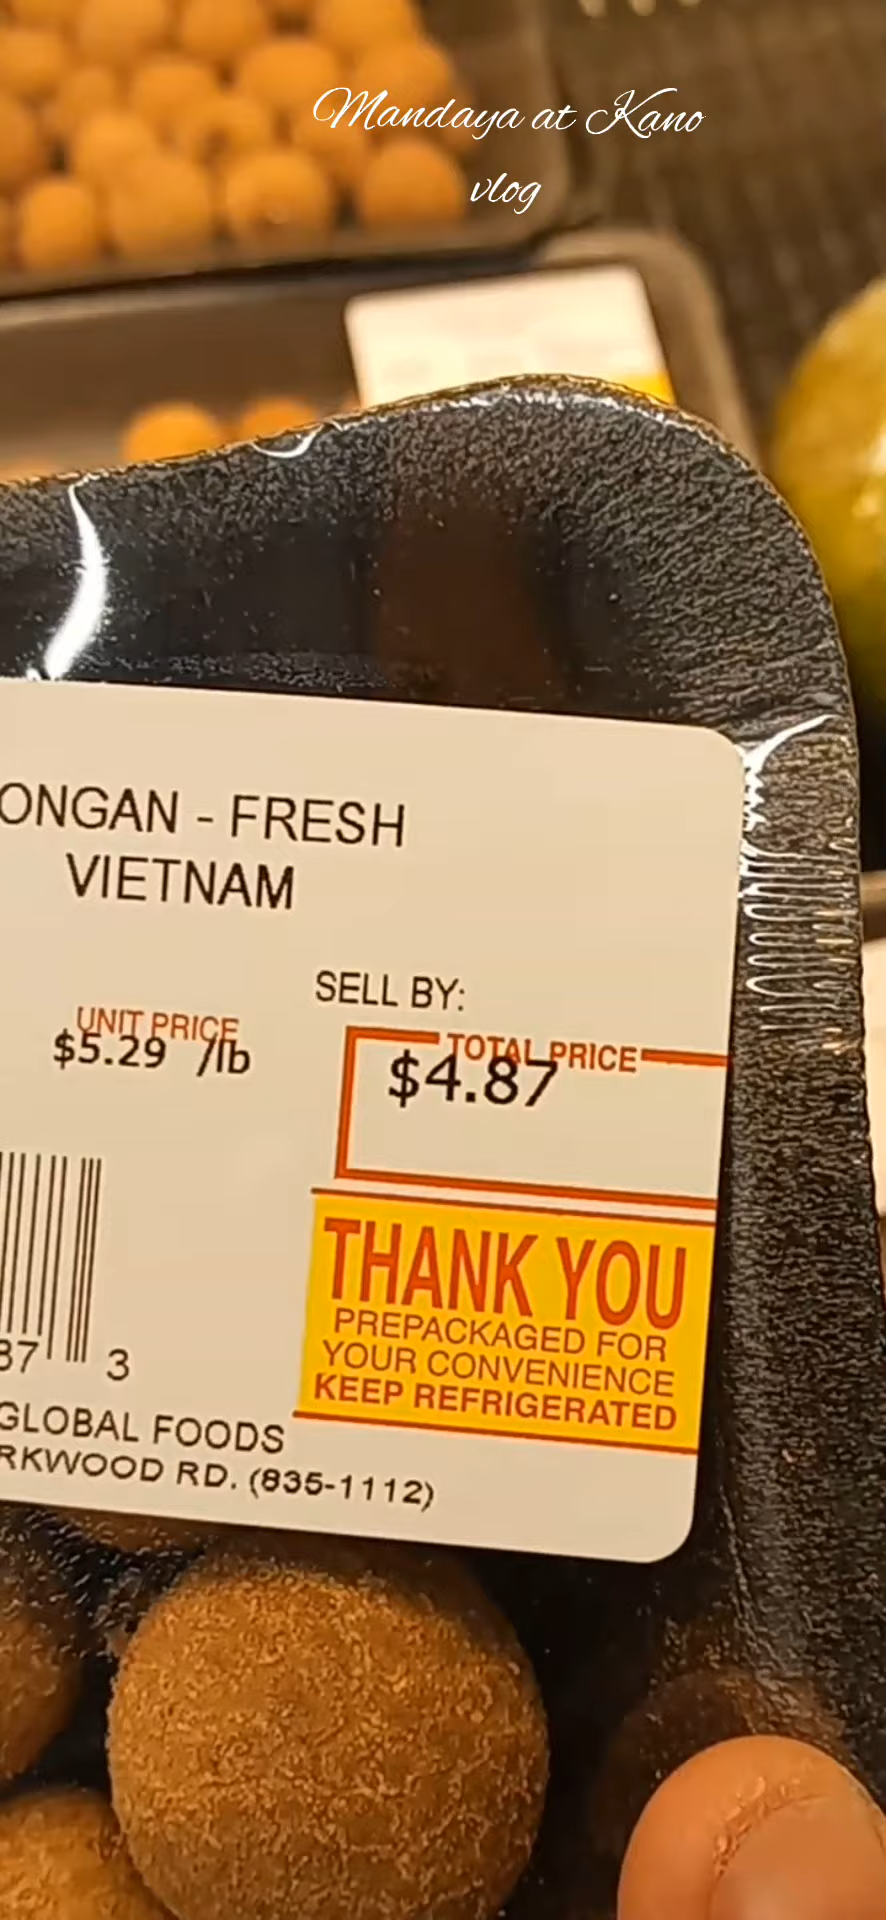 Mandaya at Kano
vlog
ONGAN - FRESH
VIETNAM
SELL BY:
UNIT PRICE
$5.29 /lb
TOTAL PRICE
$4.87
THANK YOU
PREPACKAGED FOR
YOUR CONVENIENCE
KEEP REFRIGERATED
87 3
GLOBAL FOODS
RKWOOD RD. (835-1112)